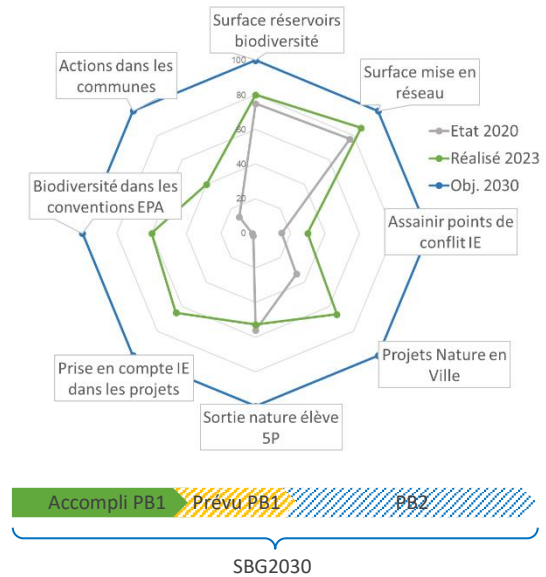 Surface réservoirs
biodiversité
Actions dans les
communes
Surface mise en
réseau
100
80
60
40
20
0
Etat 2020
Réalisé 2023
Obj. 2030
Biodiversité dans les
conventions EPA
Assainir points de
conflit IE
Prise en compte IE
dans les projets
Projets Nature en
Ville
Sortie nature élève
5P
Accompli PB1
Prévu PB1
PB2
SBG2030